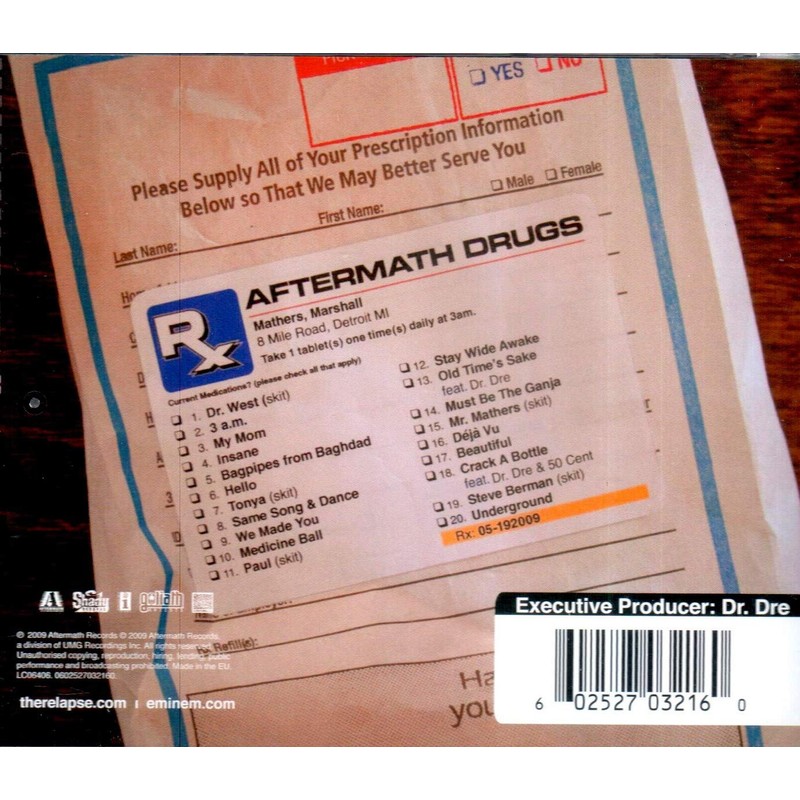 YES
NO
Please Supply All of Your Prescription Information
Below so That We May Better Serve You
Male Female
Last Name:
First Name:
Rx
AFTERMATH DRUGS
Mathers, Marshall
8 Mile Road, Detroit MI
Take 1 tablet(s) one time(s) daily at 3am.
Current Medications? (please check all that apply)
1. Dr. West (skit)
2. 3 a.m.
3. My Mom
4. Insane
5. Bagpipes from Baghdad
6. Hello
7. Tonya (skit)
8. Same Song & Dance
9. We Made You
10. Medicine Ball
11. Paul (skit)
12. Stay Wide Awake
13. Old Time's Sake
feat. Dr. Dre
14. Must Be The Ganja
15. Mr. Mathers (skit)
16. Déjà Vu
17. Beautiful
18. Crack A Bottle
feat. Dr. Dre & 50 Cent
19. Steve Berman (skit)
20. Underground
Rx: 05-192009
Refill(s):
Ha
you
Shady
goliath
℗ 2009 Aftermath Records © 2009 Aftermath Records,
a division of UMG Recordings Inc. All rights reserved.
Unauthorised copying, reproduction, hiring, lending, public
performance and broadcasting prohibited. Made in the EU.
LC06406. 0602527032160.
therelapse.com | eminem.com
Executive Producer: Dr. Dre
6 02527 03216 0